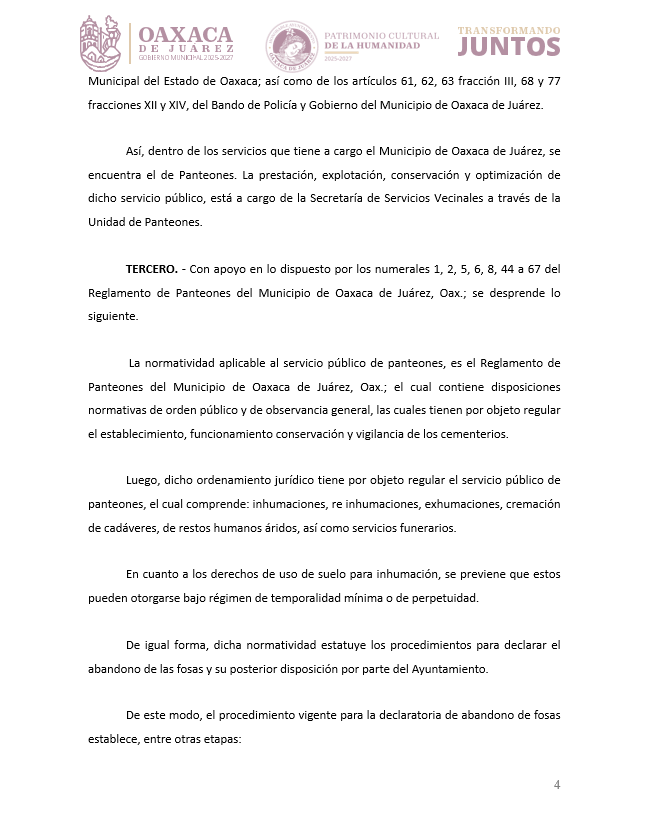 OAXACA
DE JUÁREZ
GOBIERNO MUNICIPAL 2025-2027
PATRIMONIO CULTURAL
DE LA HUMANIDAD
2025-2027
TRANSFORMANDO
JUNTOS
Municipal del Estado de Oaxaca; así como de los artículos 61, 62, 63 fracción III, 68 y 77
fracciones XII y XIV, del Bando de Policía y Gobierno del Municipio de Oaxaca de Juárez.
Así, dentro de los servicios que tiene a cargo el Municipio de Oaxaca de Juárez, se
encuentra el de Panteones. La prestación, explotación, conservación y optimización de
dicho servicio público, está a cargo de la Secretaría de Servicios Vecinales a través de la
Unidad de Panteones.
TERCERO. - Con apoyo en lo dispuesto por los numerales 1, 2, 5, 6, 8, 44 a 67 del
Reglamento de Panteones del Municipio de Oaxaca de Juárez, Oax.; se desprende lo
siguiente.
La normatividad aplicable al servicio público de panteones, es el Reglamento de
Panteones del Municipio de Oaxaca de Juárez, Oax.; el cual contiene disposiciones
normativas de orden público y de observancia general, las cuales tienen por objeto regular
el establecimiento, funcionamiento conservación y vigilancia de los cementerios.
Luego, dicho ordenamiento jurídico tiene por objeto regular el servicio público de
panteones, el cual comprende: inhumaciones, re inhumaciones, exhumaciones, cremación
de cadáveres, de restos humanos áridos, así como servicios funerarios.
En cuanto a los derechos de uso de suelo para inhumación, se previene que estos
pueden otorgarse bajo régimen de temporalidad mínima o de perpetuidad.
De igual forma, dicha normatividad estatuye los procedimientos para declarar el
abandono de las fosas y su posterior disposición por parte del Ayuntamiento.
De este modo, el procedimiento vigente para la declaratoria de abandono de fosas
establece, entre otras etapas:
4